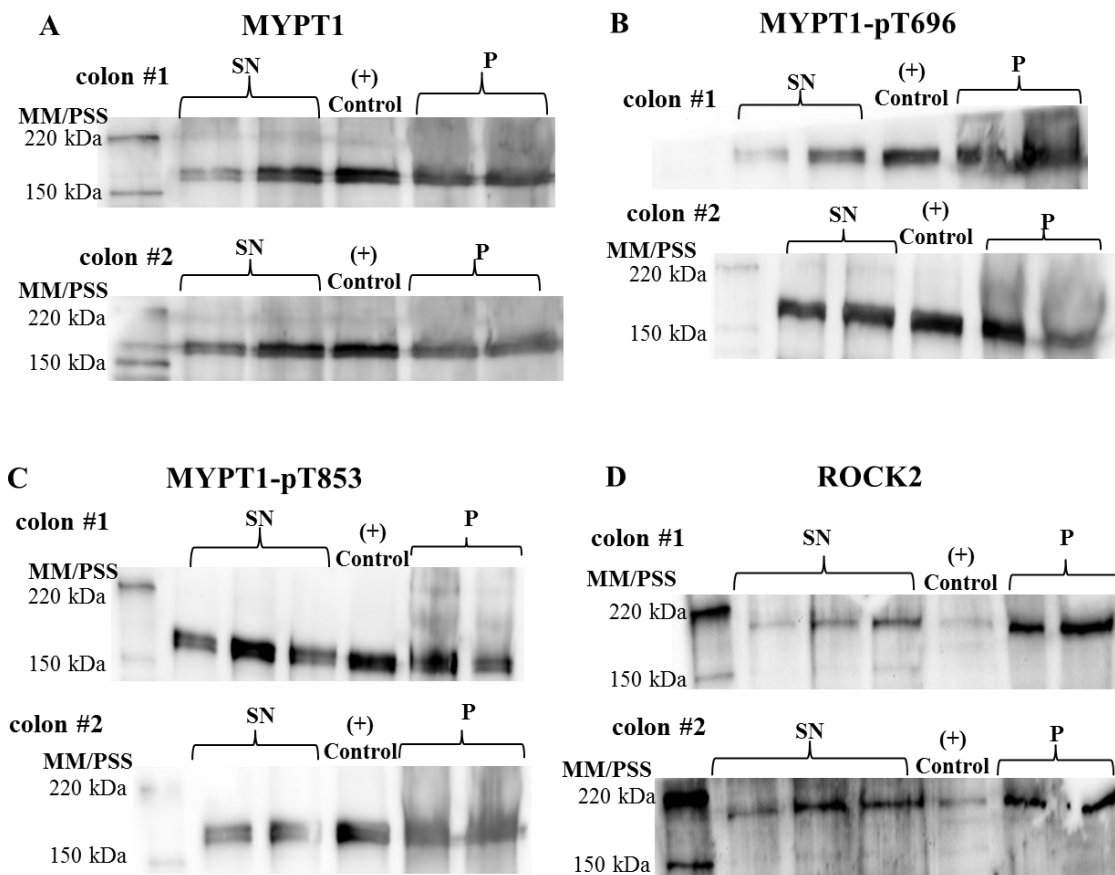 A
MYPT1
colon #1
SN
(+)
Control
P
MM/PSS
220 kDa
150 kDa
colon #2
SN
(+)
Control
P
MM/PSS
220 kDa
150 kDa
B
MYPT1-pT696
colon #1
SN
(+)
Control
P
colon #2
SN
(+)
Control
P
MM/PSS
220 kDa
150 kDa
C
MYPT1-pT853
colon #1
SN
(+)
Control
P
MM/PSS
220 kDa
150 kDa
colon #2
SN
(+)
Control
P
MM/PSS
220 kDa
150 kDa
D
ROCK2
colon #1
SN
(+)
Control
P
MM/PSS
220 kDa
150 kDa
colon #2
SN
(+)
Control
P
MM/PSS
220 kDa
150 kDa